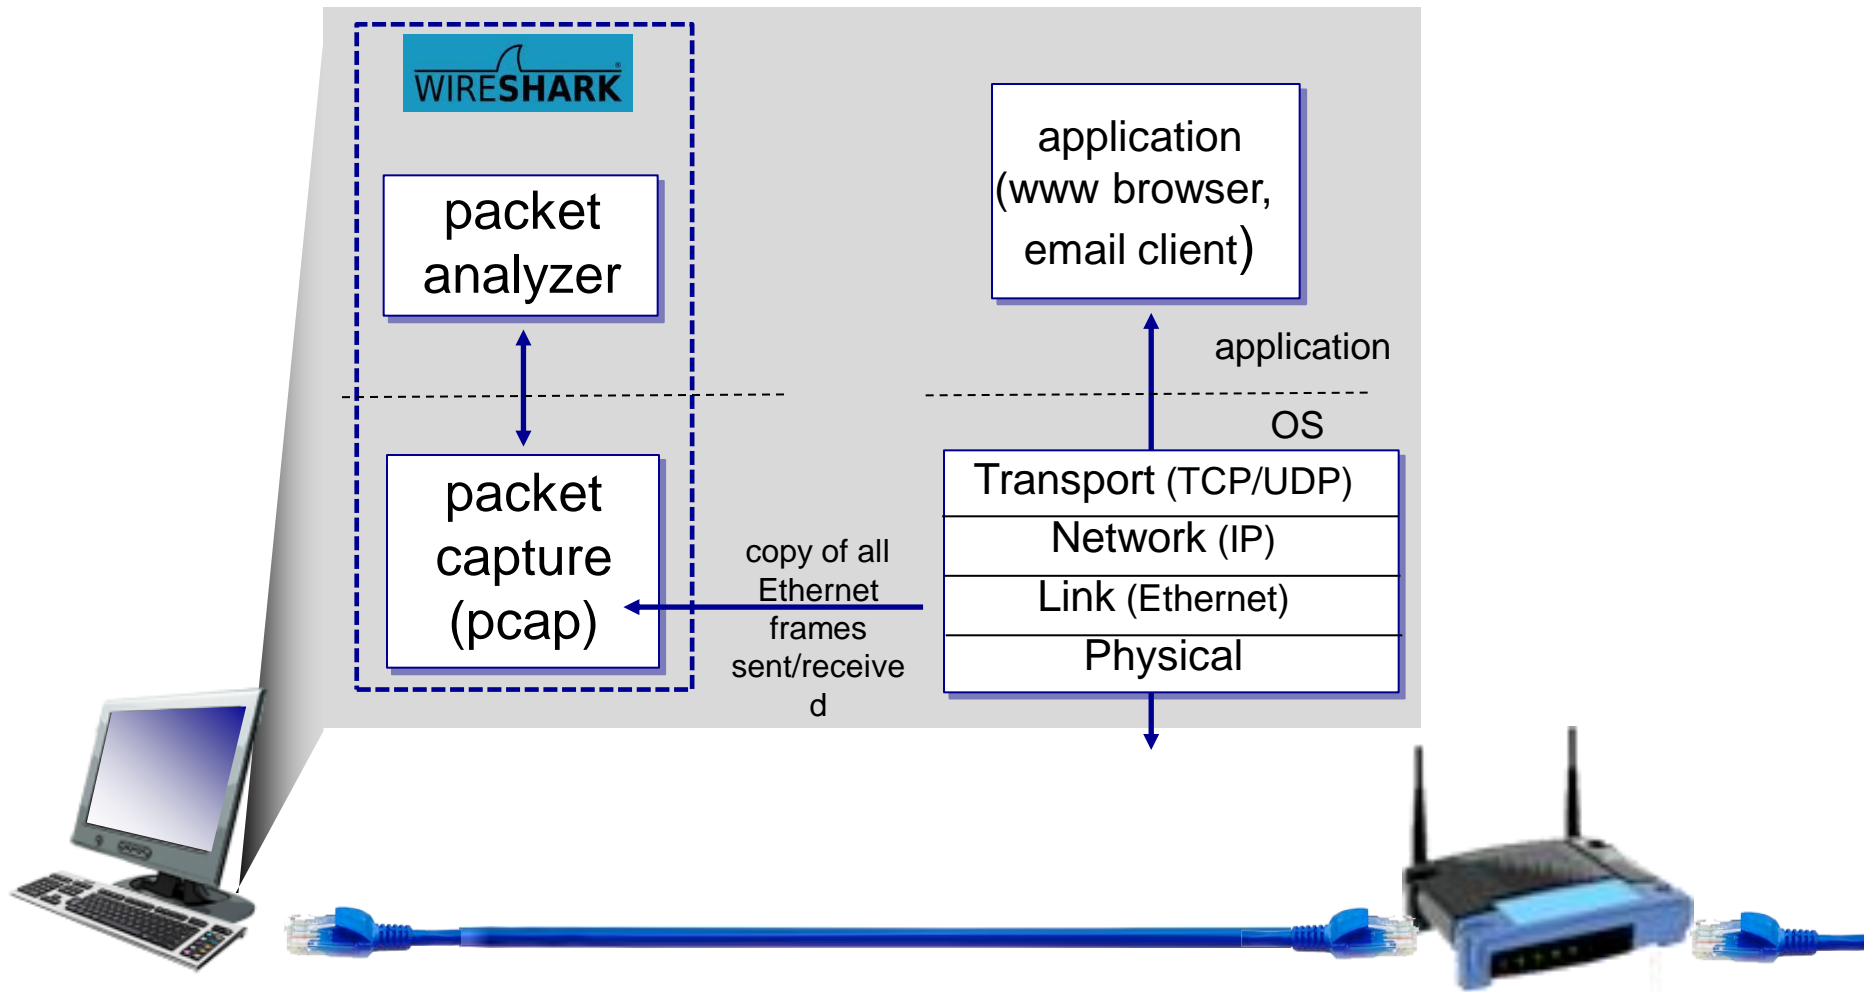 WIRESHARK®
packet
analyzer
packet
capture
(pcap)
copy of all
Ethernet
frames
sent/receive
d
application
(www browser,
email client)
application
OS
Transport (TCP/UDP)
Network (IP)
Link (Ethernet)
Physical